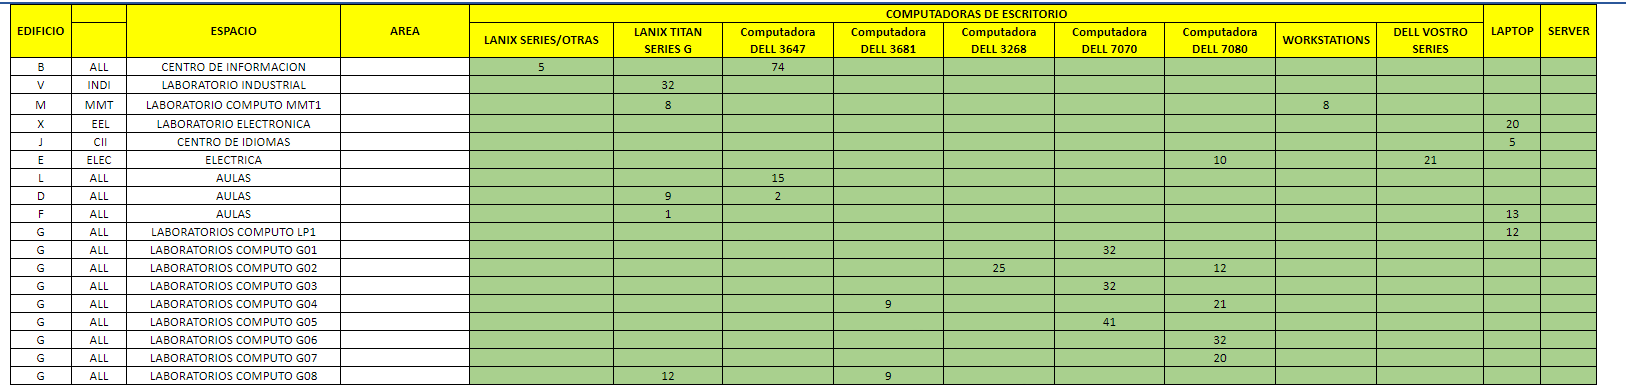 COMPUTADORAS DE ESCRITORIO
EDIFICIO ESPACIO AREA LANIX SERIES/OTRAS LANIX TITAN SERIES G Computadora DELL 3647 Computadora DELL 3681 Computadora DELL 3268 Computadora DELL 7070 Computadora DELL 7080 WORKSTATIONS DELL VOSTRO SERIES LAPTOP SERVER
B ALL CENTRO DE INFORMACION 5 74
V INDI LABORATORIO INDUSTRIAL 32
M MMT LABORATORIO COMPUTO MMT1 8 8
X EEL LABORATORIO ELECTRONICA 20
J CII CENTRO DE IDIOMAS 5
E ELEC ELECTRICA 10 21
L ALL AULAS 15
D ALL AULAS 9 2
F ALL AULAS 1 13
G ALL LABORATORIOS COMPUTO LP1 12
G ALL LABORATORIOS COMPUTO G01 32
G ALL LABORATORIOS COMPUTO G02 25 12
G ALL LABORATORIOS COMPUTO G03 32
G ALL LABORATORIOS COMPUTO G04 9 21
G ALL LABORATORIOS COMPUTO G05 41
G ALL LABORATORIOS COMPUTO G06 32
G ALL LABORATORIOS COMPUTO G07 20
G ALL LABORATORIOS COMPUTO G08 12 9